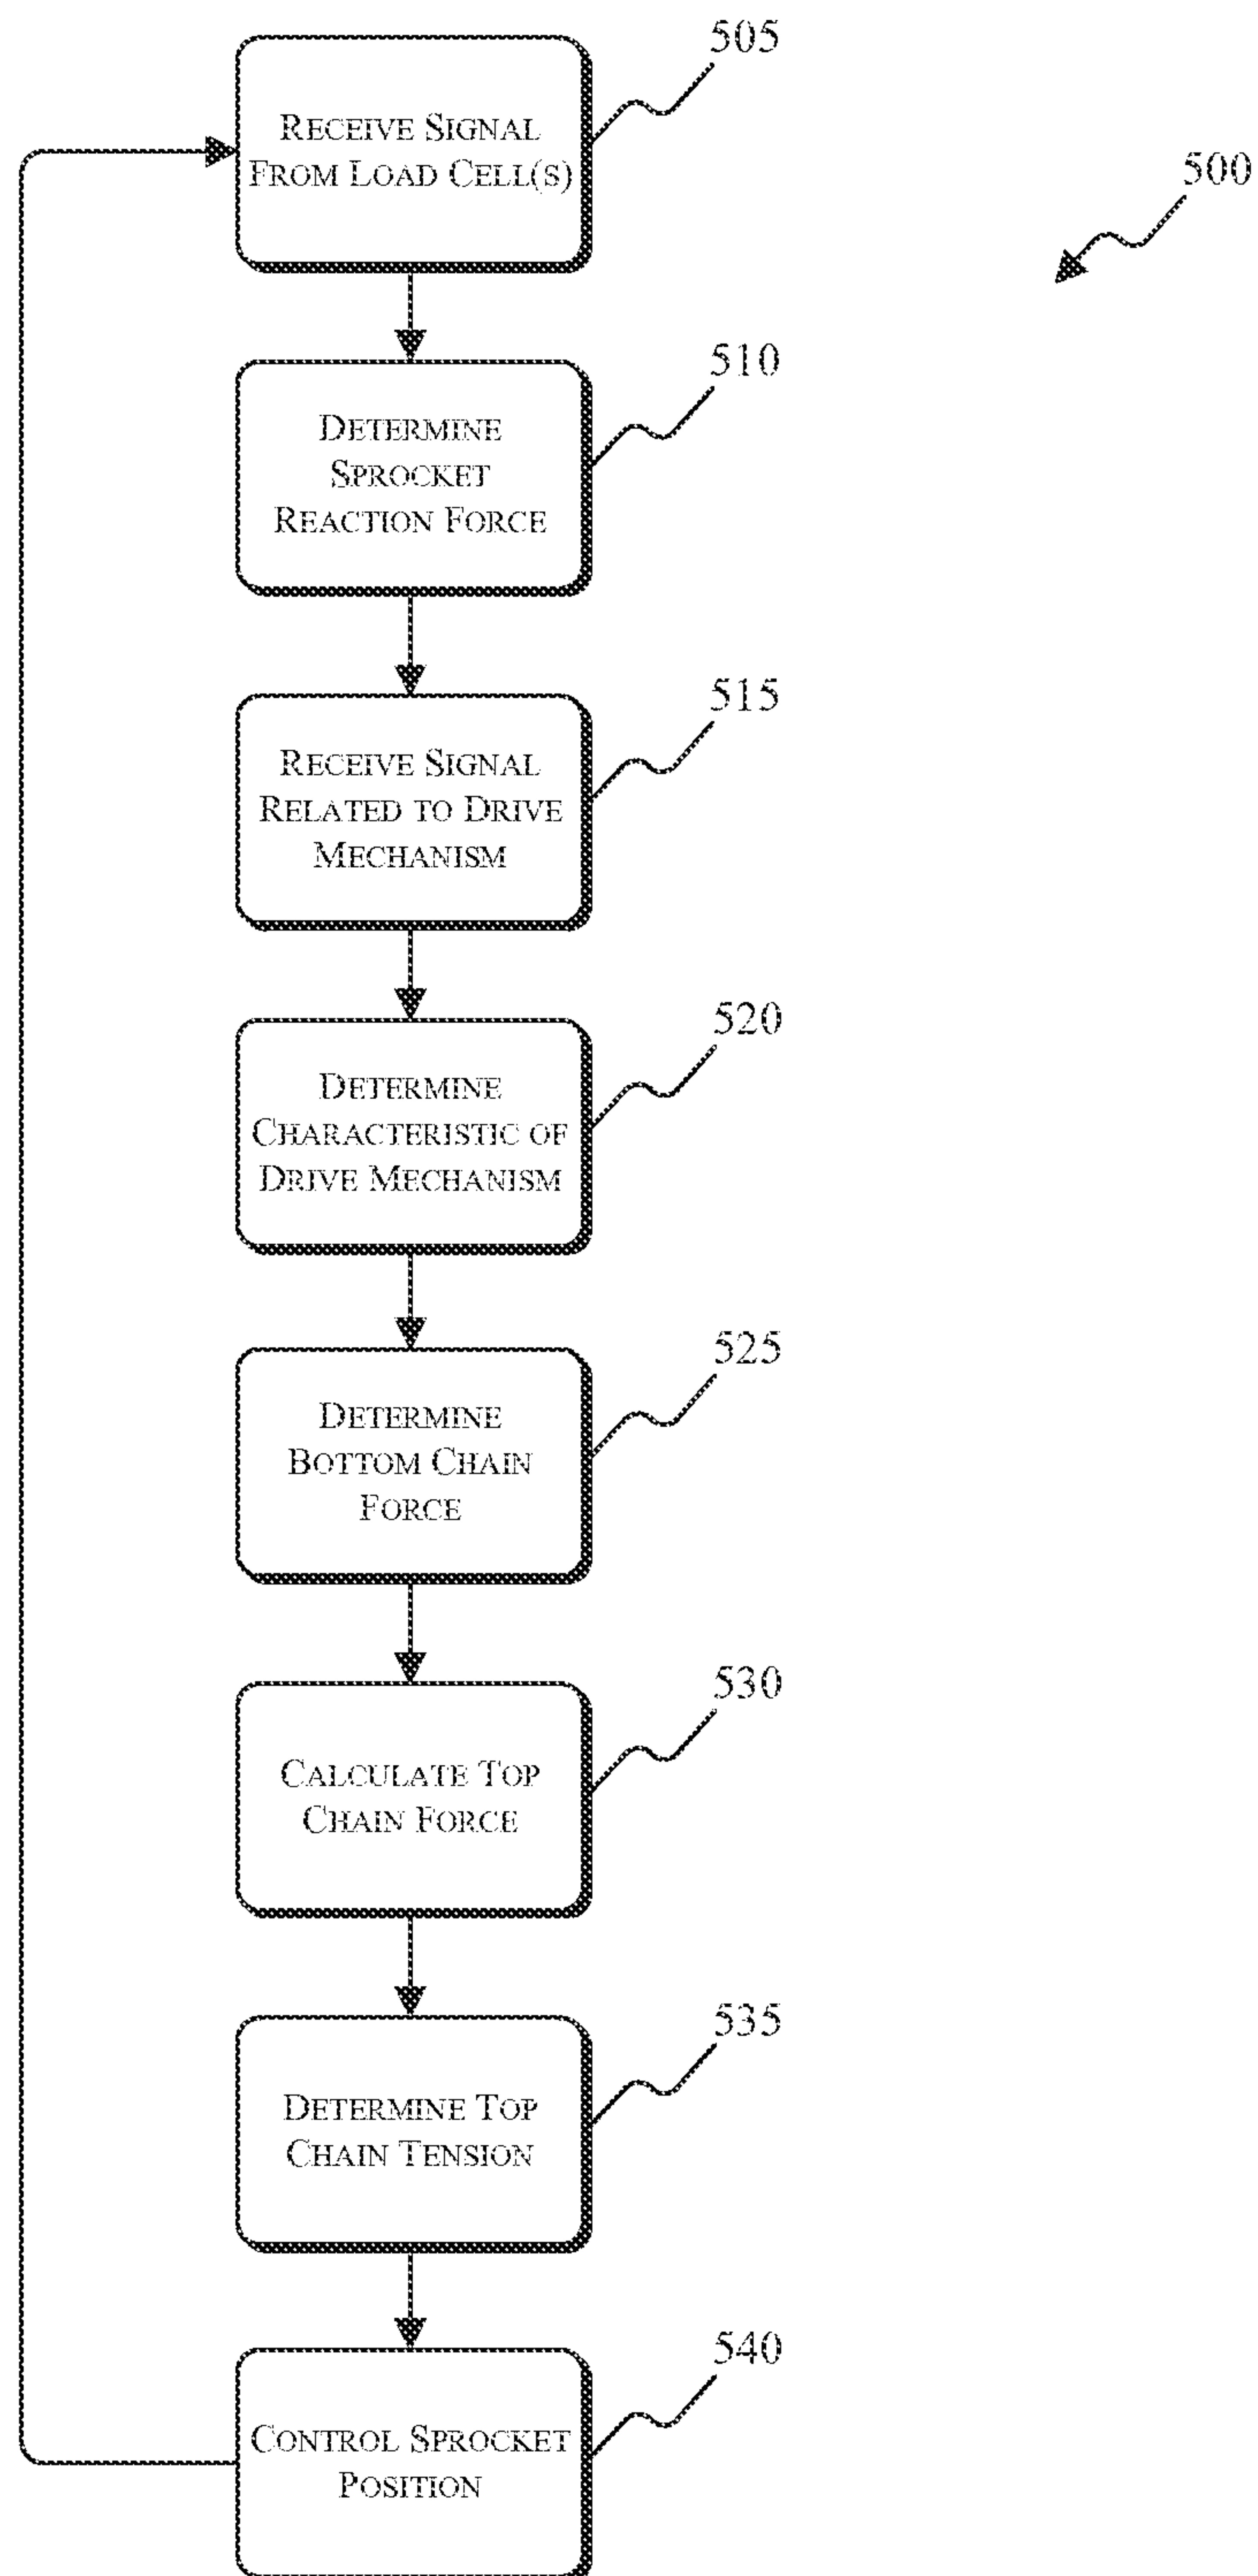 505
RECEIVE SIGNAL
FROM LOAD CELL(S)
500
510
DETERMINE
SPROCKET
REACTION FORCE
515
RECEIVE SIGNAL
RELATED TO DRIVE
MECHANISM
520
DETERMINE
CHARACTERISTIC OF
DRIVE MECHANISM
525
DETERMINE
BOTTOM CHAIN
FORCE
530
CALCULATE TOP
CHAIN FORCE
535
DETERMINE TOP
CHAIN TENSION
540
CONTROL SPROCKET
POSITION